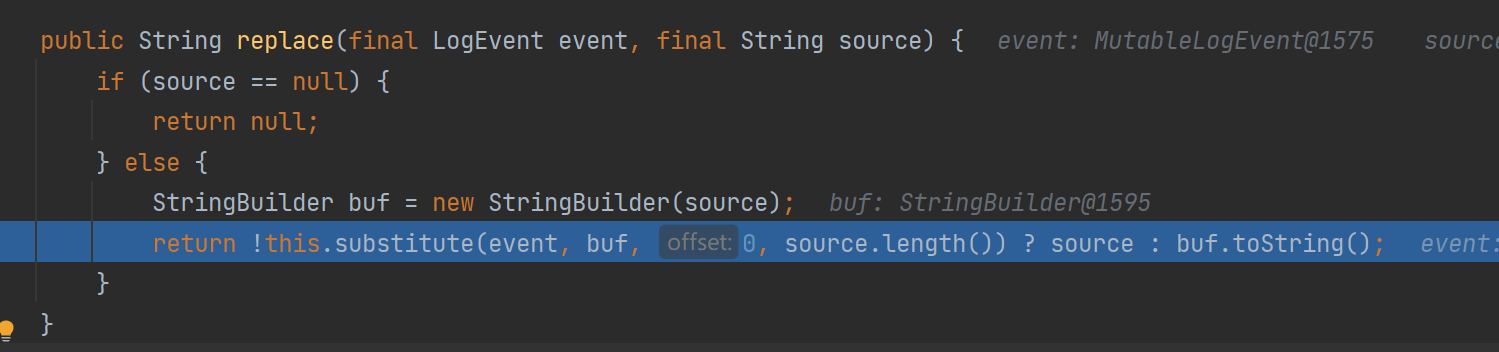 public String replace(final LogEvent event, final String source) { event: MutableLogEvent@1575 source
if (source == null) {
return null;
} else {
StringBuilder buf = new StringBuilder(source); buf: StringBuilder@1595
return !this.substitute(event, buf, offset: 0, source.length()) ? source : buf.toString(); event:
}
}